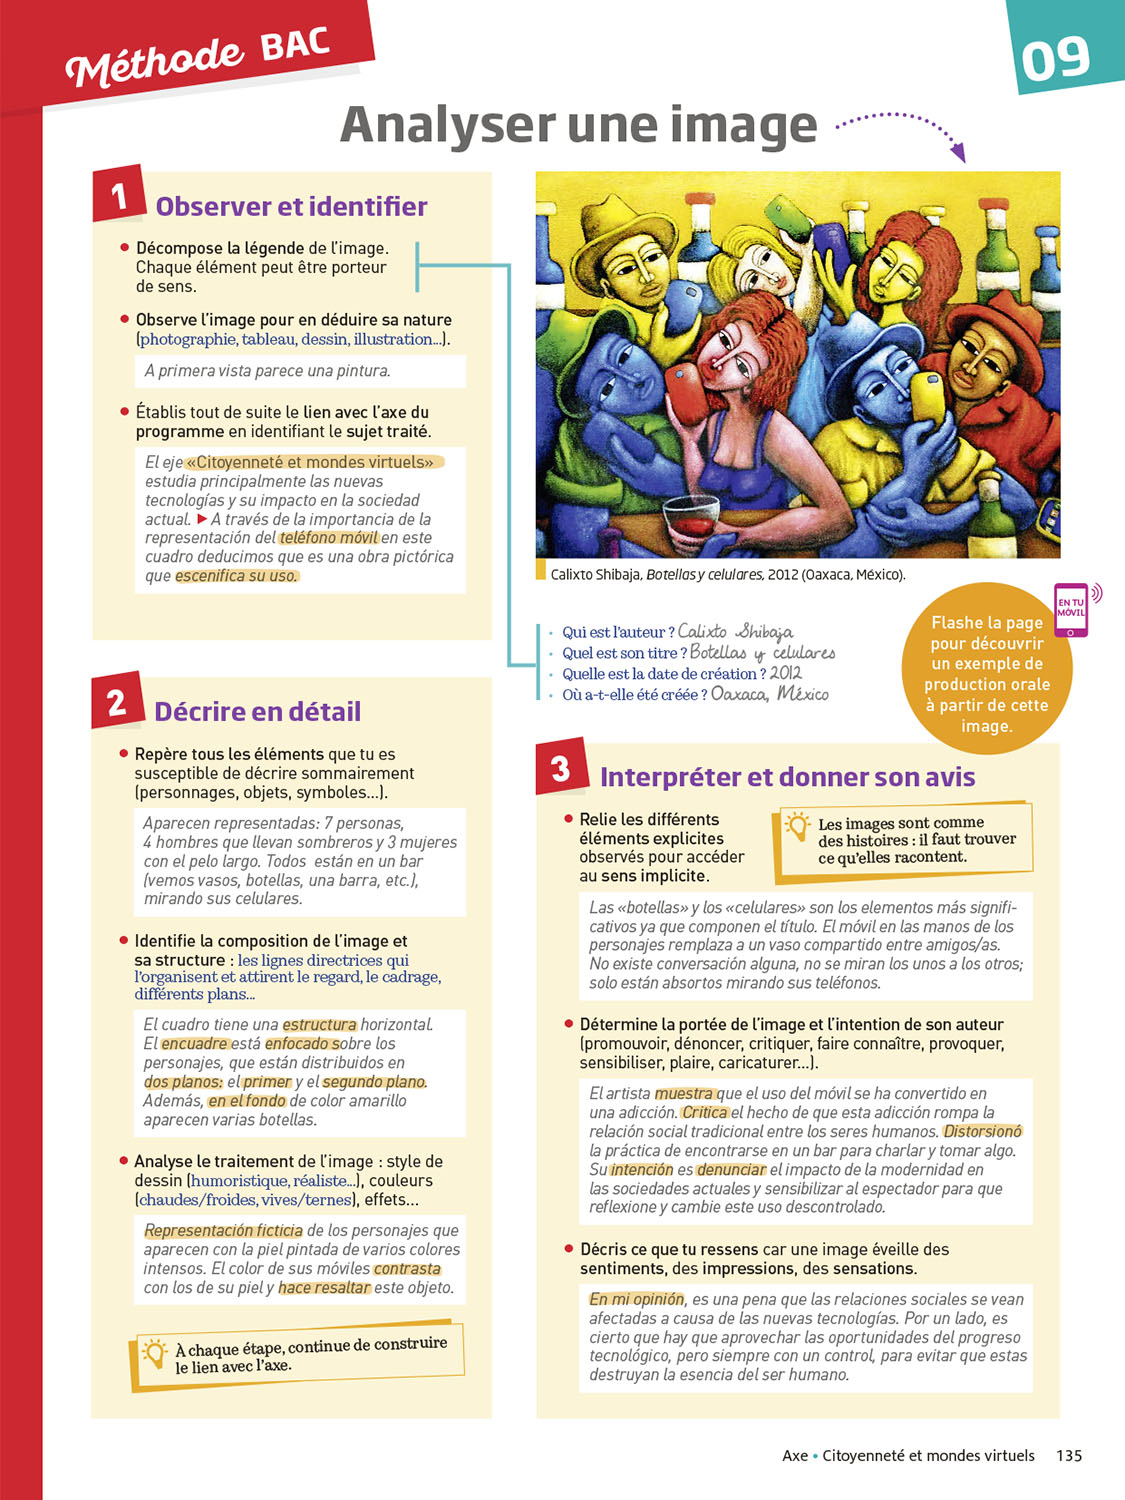 Méthode BAC
09
Analyser une image
1
Observer et identifier
• Décompose la légende de l'image.
Chaque élément peut être porteur
de sens.
• Observe l'image pour en déduire sa nature
(photographie, tableau, dessin, illustration...).
A primera vista parece una pintura.
• Établis tout de suite le lien avec l'axe du
programme en identifiant le sujet traité.
El eje «Citoyenneté et mondes virtuels»
estudia principalmente las nuevas
tecnologías y su impacto en la sociedad
actual. ▶ A través de la importancia de la
representación del teléfono móvil en este
cuadro deducimos que es una obra pictórica
que escenifica su uso.
Calixto Shibaja, Botellas y celulares, 2012 (Oaxaca, México).
• Qui est l'auteur ? Calixto Shibaja
• Quel est son titre ? Botellas y celulares
• Quelle est la date de création ? 2012
• Où a-t-elle été créée ? Oaxaca, México
EN TU
MÓVIL
Flashe la page
pour découvrir
un exemple de
production orale
à partir de cette
image.
2
Décrire en détail
• Repère tous les éléments que tu es
susceptible de décrire sommairement
(personnages, objets, symboles...).
Aparecen representadas: 7 personas,
4 hombres que llevan sombreros y 3 mujeres
con el pelo largo. Todos están en un bar
(vemos vasos, botellas, una barra, etc.),
mirando sus celulares.
• Identifie la composition de l'image et
sa structure : les lignes directrices qui
l'organisent et attirent le regard, le cadrage,
différents plans...
El cuadro tiene una estructura horizontal.
El encuadre está enfocado sobre los
personajes, que están distribuidos en
dos planos: el primer y el segundo plano.
Además, en el fondo de color amarillo
aparecen varias botellas.
• Analyse le traitement de l'image : style de
dessin (humoristique, réaliste...), couleurs
(chaudes/froides, vives/ternes), effets...
Representación ficticia de los personajes que
aparecen con la piel pintada de varios colores
intensos. El color de sus móviles contrasta
con los de su piel y hace resaltar este objeto.
À chaque étape, continue de construire
le lien avec l'axe.
3
Interpréter et donner son avis
• Relie les différents
éléments explicites
observés pour accéder
au sens implicite.
Les images sont comme
des histoires : il faut trouver
ce qu'elles racontent.
Las «botellas» y los «celulares» son los elementos más signifi-
cativos ya que componen el título. El móvil en las manos de los
personajes remplaza a un vaso compartido entre amigos/as.
No existe conversación alguna, no se miran los unos a los otros;
solo están absortos mirando sus teléfonos.
• Détermine la portée de l'image et l'intention de son auteur
(promouvoir, dénoncer, critiquer, faire connaître, provoquer,
sensibiliser, plaire, caricaturer...).
El artista muestra que el uso del móvil se ha convertido en
una adicción. Critica el hecho de que esta adicción rompa la
relación social tradicional entre los seres humanos. Distorsionó
la práctica de encontrarse en un bar para charlar y tomar algo.
Su intención es denunciar el impacto de la modernidad en
las sociedades actuales y sensibilizar al espectador para que
reflexione y cambie este uso descontrolado.
• Décris ce que tu ressens car une image éveille des
sentiments, des impressions, des sensations.
En mi opinión, es una pena que las relaciones sociales se vean
afectadas a causa de las nuevas tecnologías. Por un lado, es
cierto que hay que aprovechar las oportunidades del progreso
tecnológico, pero siempre con un control, para evitar que estas
destruyan la esencia del ser humano.
Axe • Citoyenneté et mondes virtuels 135